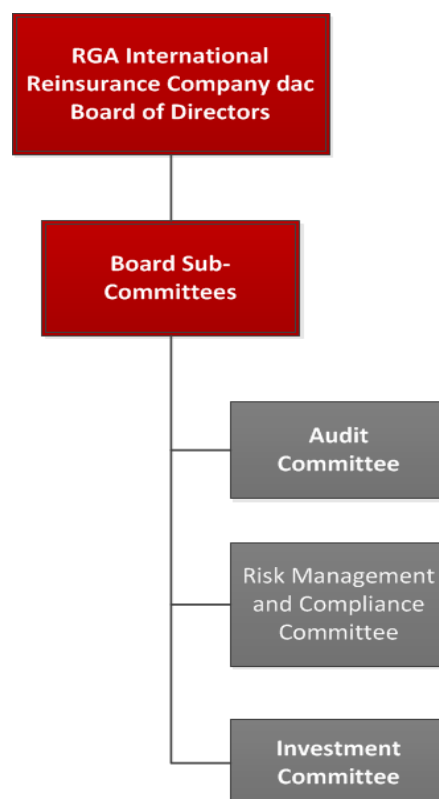 RGA International
Reinsurance Company dac
Board of Directors
Board Sub-
Committees
Audit
Committee
Risk Management
and Compliance
Committee
Investment
Committee